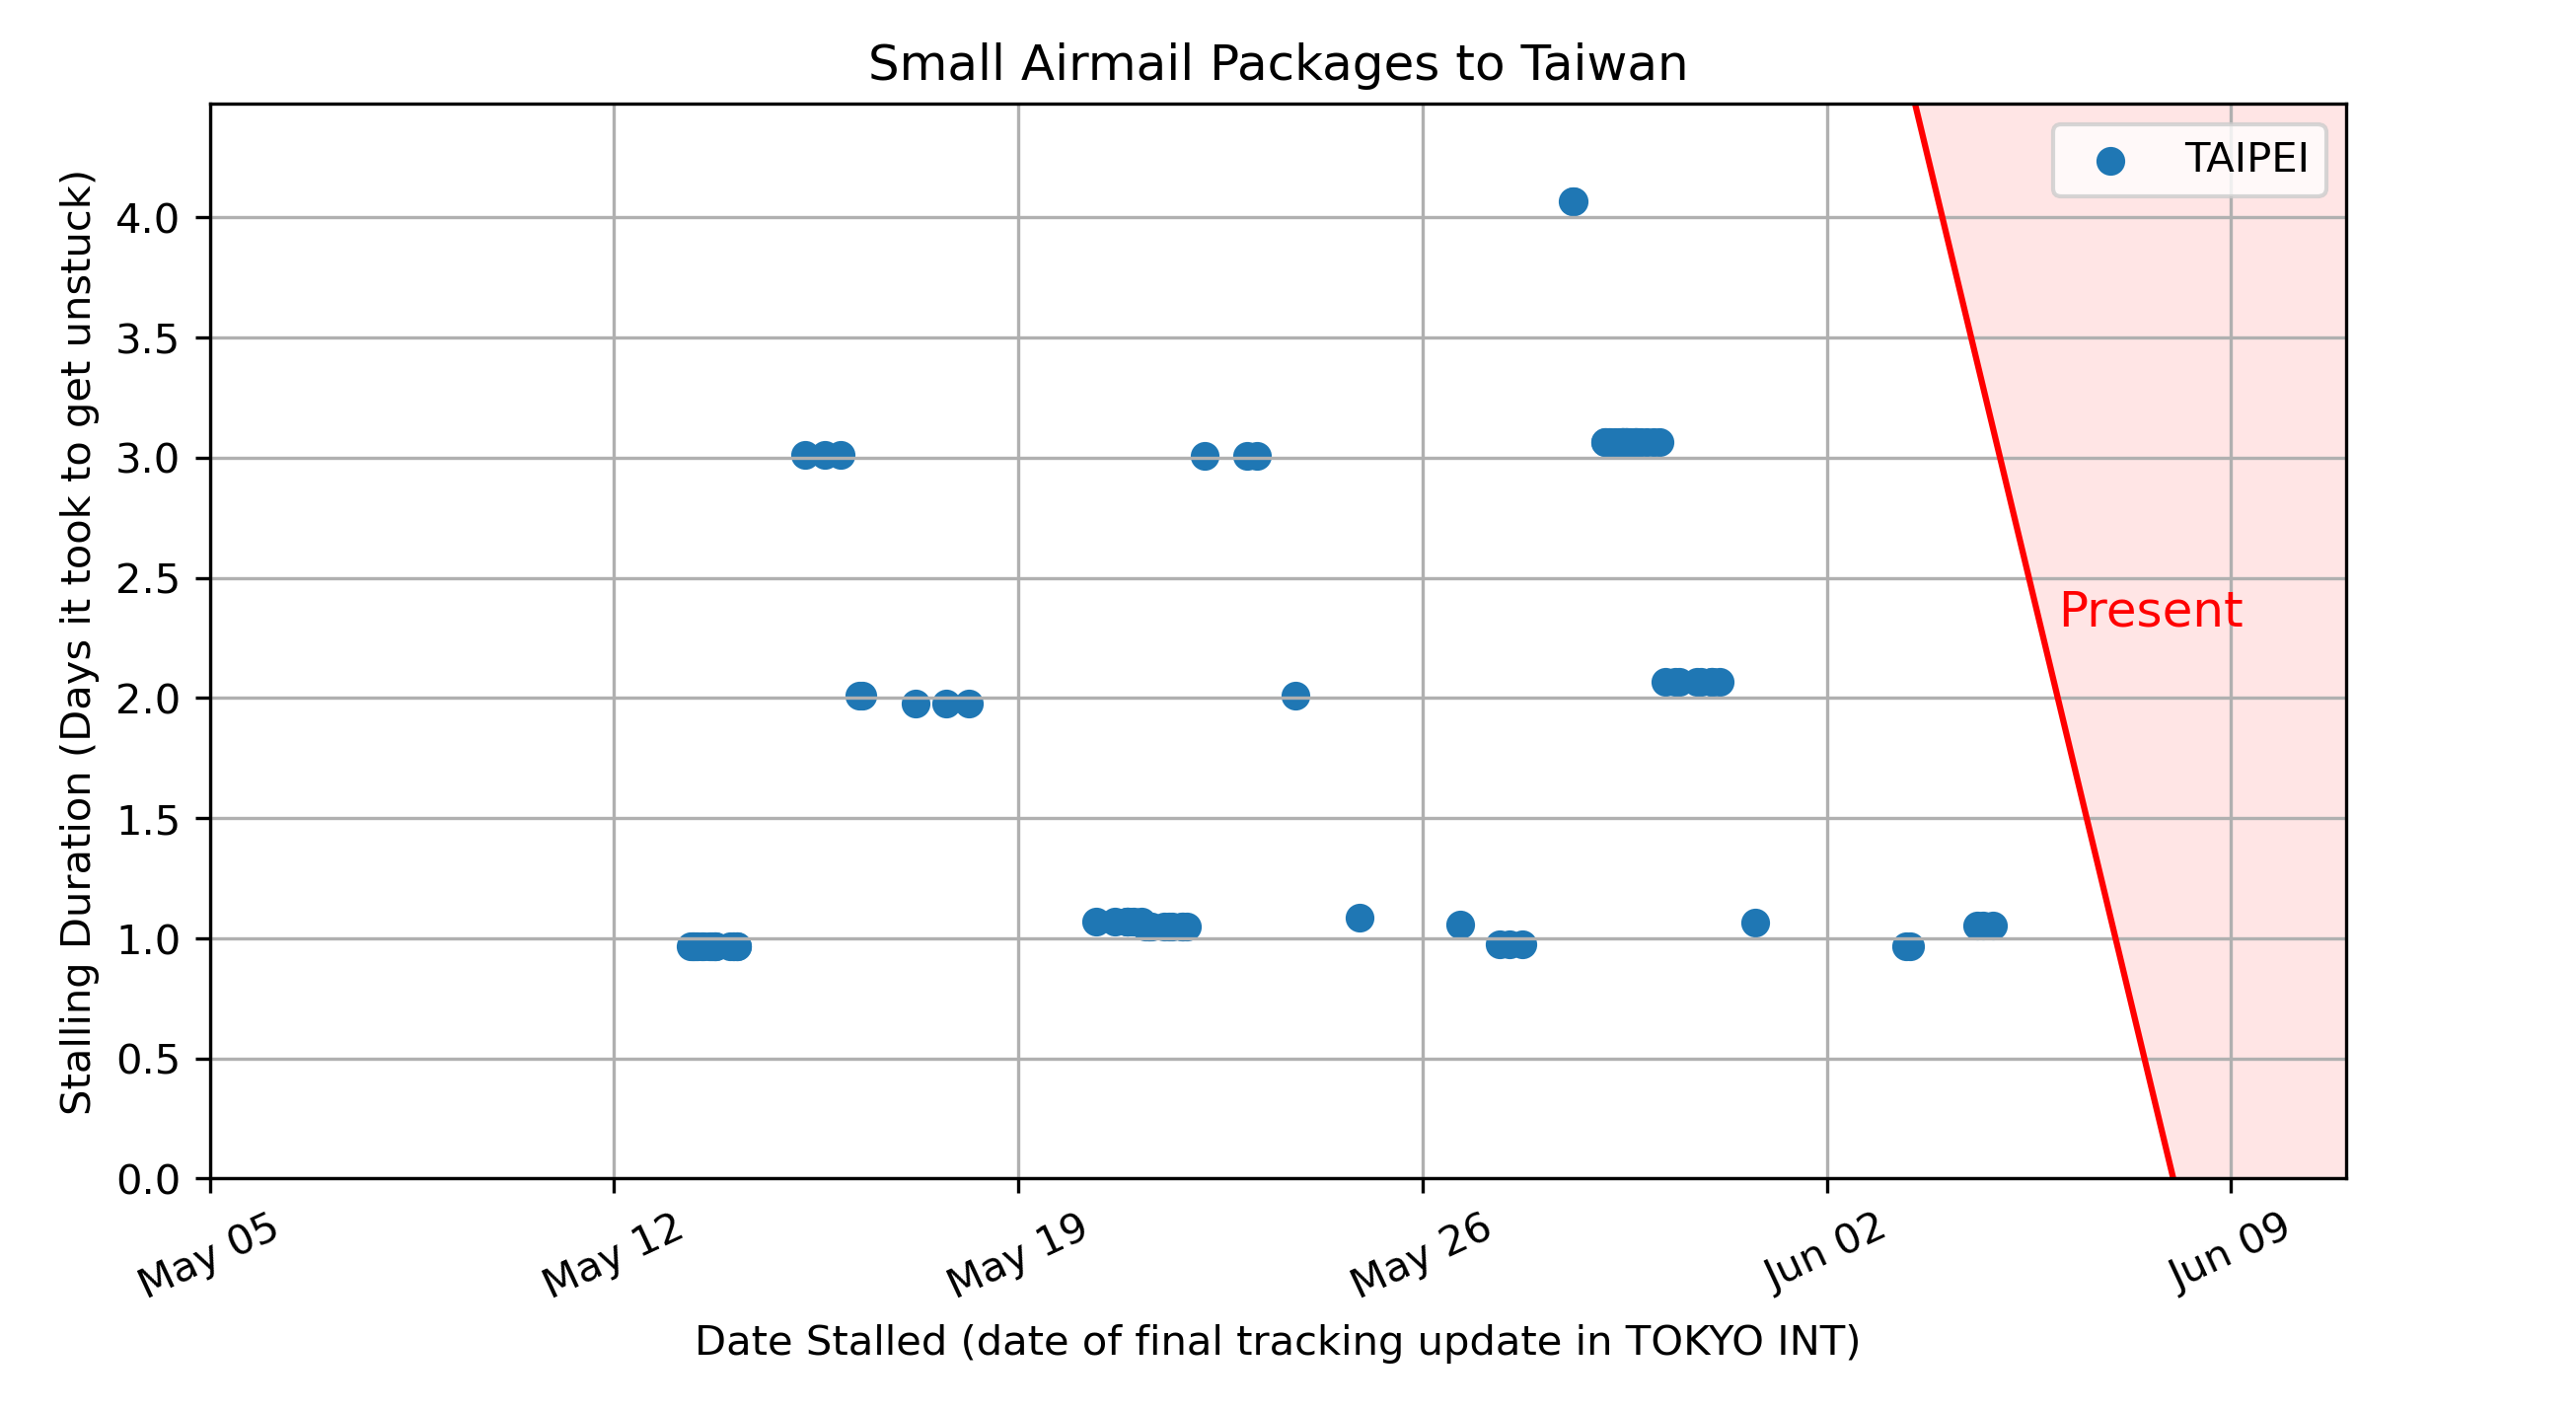 Small Airmail Packages to Taiwan
TAIPEI
4.0
3.5
3.0
2.5
2.0
1.5
1.0
0.5
0.0
Stalling Duration (Days it took to get unstuck)
Present
May 05
May 12
May 19
May 26
Jun 02
Jun 09
Date Stalled (date of final tracking update in TOKYO INT)